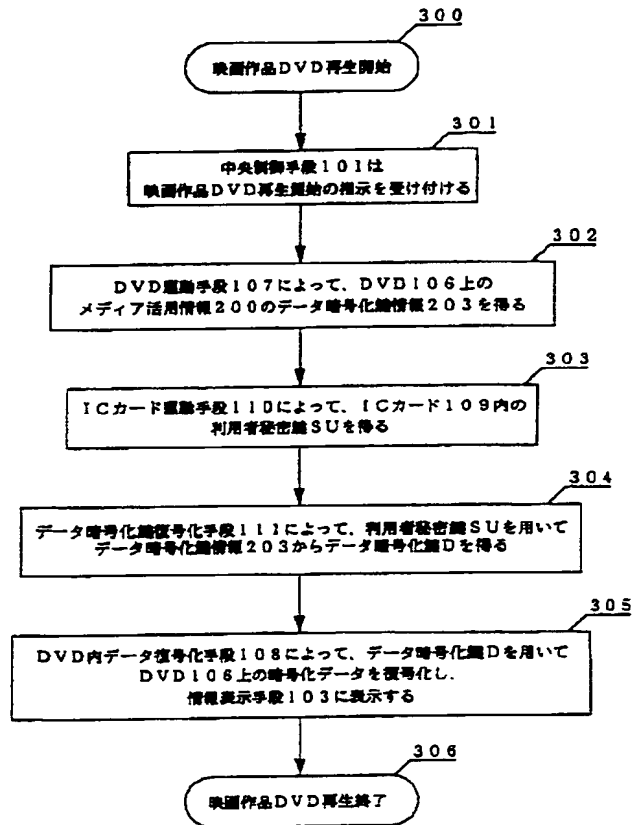 300
映画作品DVD再生開始
301
中央制御手段101は
映画作品DVD再生開始の指示を受け付ける
302
DVD駆動手段107によって、DVD106上の
メディア活用情報200のデータ暗号化鍵情報203を得る
303
ICカード駆動手段110によって、ICカード109内の
利用者秘密鍵SUを得る
304
データ暗号化鍵復号化手段111によって、利用者秘密鍵SUを用いて
データ暗号化鍵情報203からデータ暗号化鍵Dを得る
305
DVD内データ復号化手段108によって、データ暗号化鍵Dを用いて
DVD106上の暗号化データを復号化し、
情報表示手段103に表示する
306
映画作品DVD再生終了